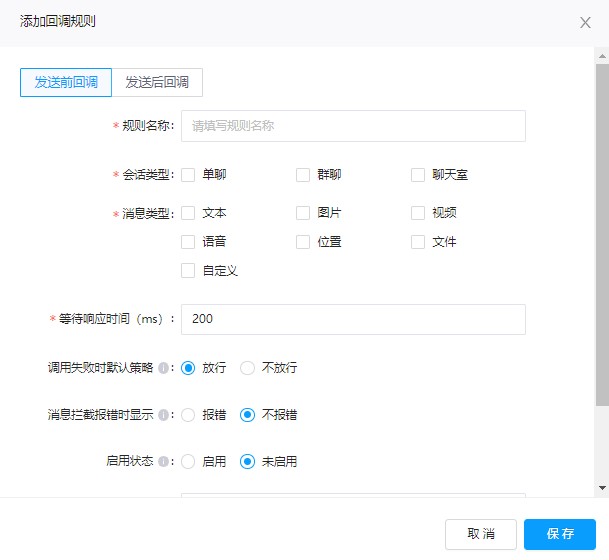 添加回调规则
发送前回调 发送后回调
* 规则名称: 请填写规则名称
* 会话类型: 单聊 群聊 聊天室
* 消息类型: 文本 图片 视频
语音 位置 文件
自定义
* 等待响应时间（ms）: 200
调用失败时默认策略 : 放行 不放行
消息拦截报错时显示 : 报错 不报错
启用状态 : 启用 未启用
取消 保存